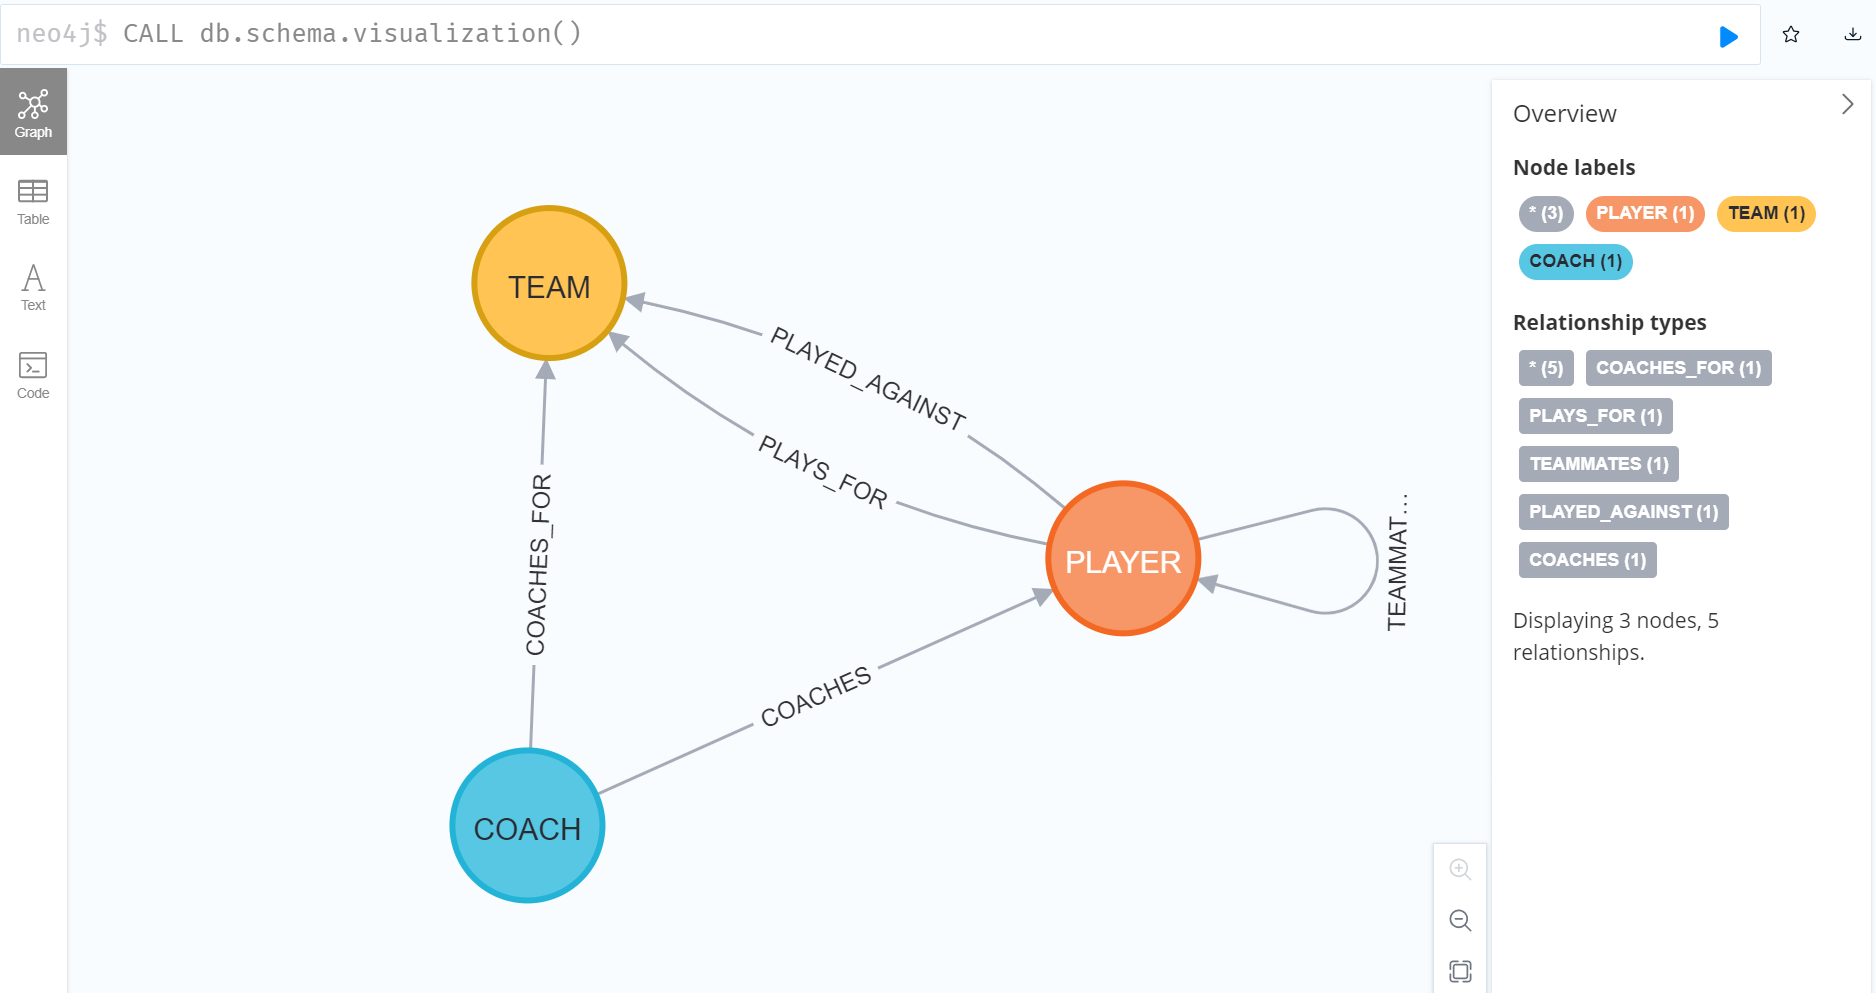 neo4j$ CALL db.schema.visualization()
Graph
Table
Text
Code
TEAM
PLAYED_AGAINST
PLAYS_FOR
COACHES_FOR
PLAYER
TEAMMAT…
COACHES
COACH
Overview
Node labels
* (3) PLAYER (1) TEAM (1)
COACH (1)
Relationship types
* (5) COACHES_FOR (1)
PLAYS_FOR (1)
TEAMMATES (1)
PLAYED_AGAINST (1)
COACHES (1)
Displaying 3 nodes, 5
relationships.